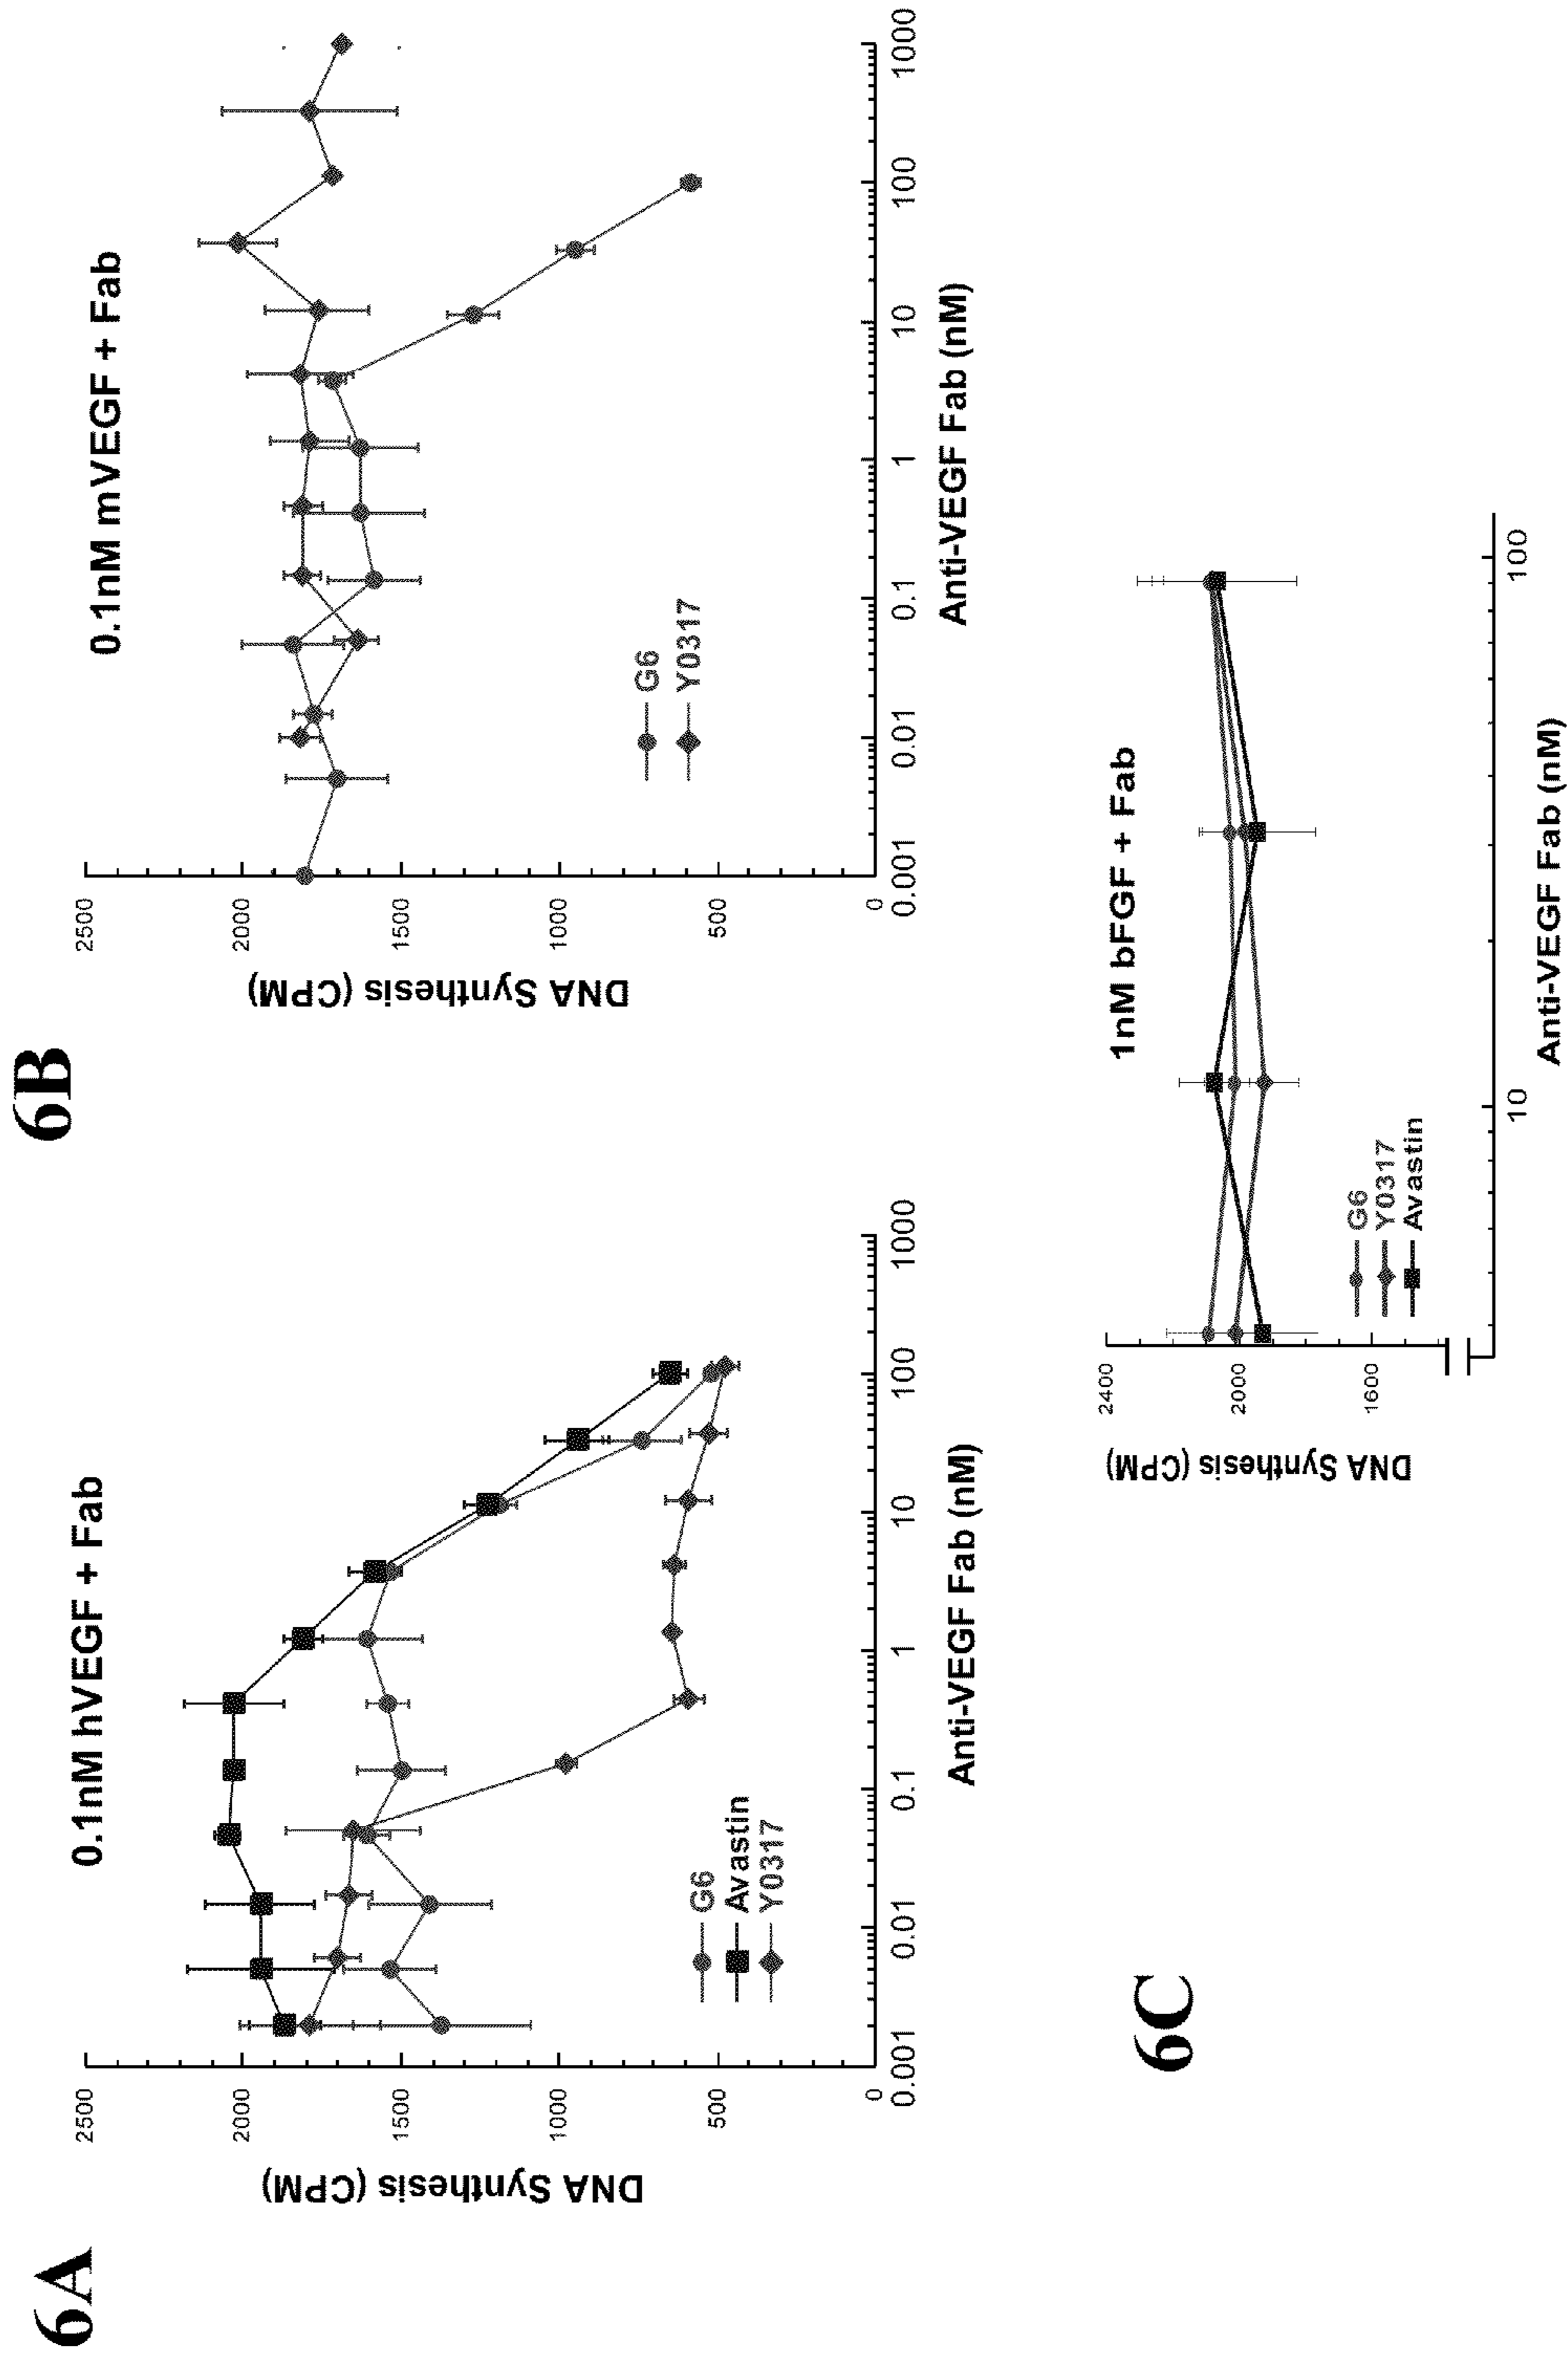 6A
0.1nM hVEGF + Fab
DNA Synthesis (CPM)
2500
2000
1500
1000
500
0
G6
Avastin
Y0317
0.001
0.01
0.1
1
10
100
1000
Anti-VEGF Fab (nM)
6B
0.1nM mVEGF + Fab
DNA Synthesis (CPM)
2500
2000
1500
1000
500
0
G6
Y0317
0.001
0.01
0.1
1
10
100
1000
Anti-VEGF Fab (nM)
6C
1nM bFGF + Fab
DNA Synthesis (CPM)
2400
2000
1600
G6
Y0317
Avastin
10
100
Anti-VEGF Fab (nM)